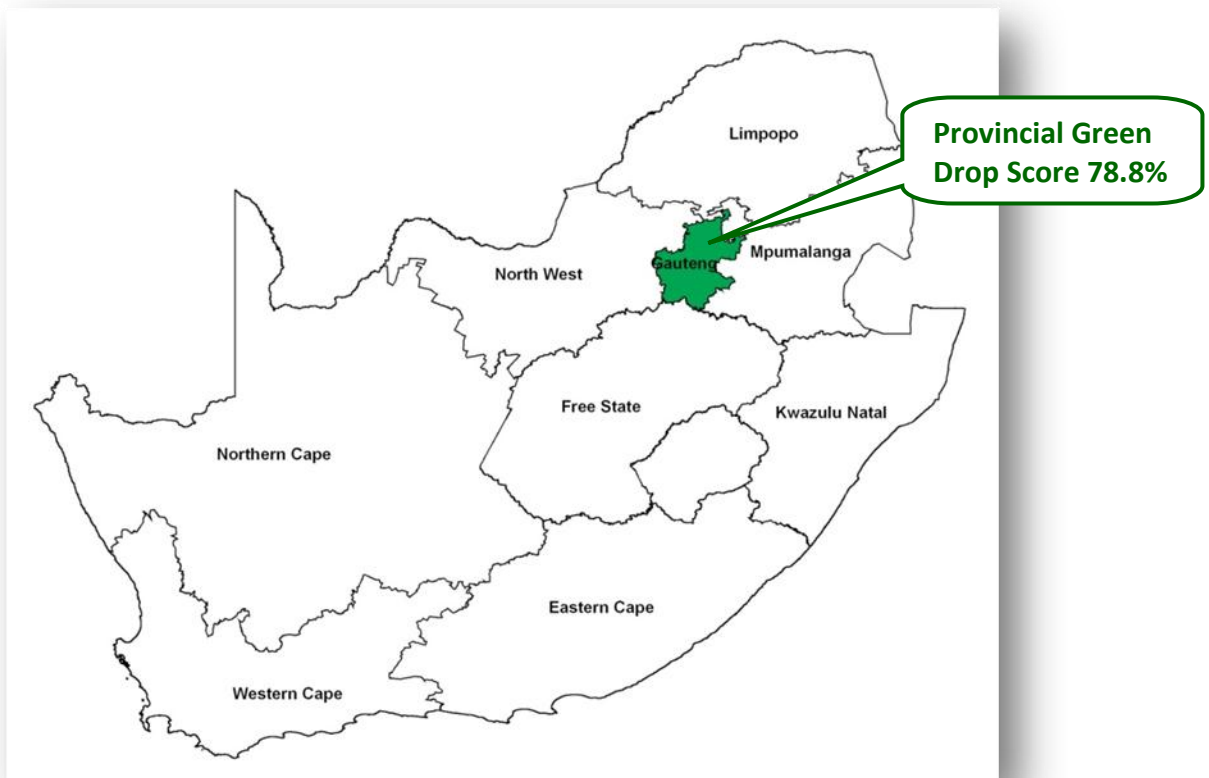 Limpopo
Provincial Green
Drop Score 78.8%
Mpumalanga
Gauteng
North West
Free State
Kwazulu Natal
Northern Cape
Eastern Cape
Western Cape